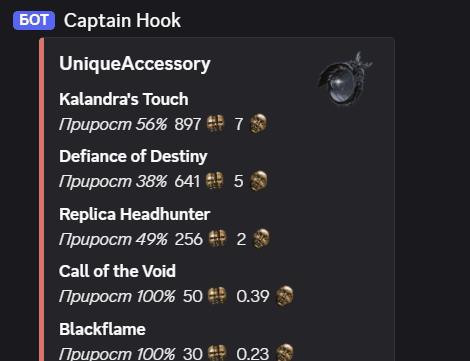 БОТ Captain Hook
UniqueAccessory
Kalandra's Touch
Прирост 56% 897 7
Defiance of Destiny
Прирост 38% 641 5
Replica Headhunter
Прирост 49% 256 2
Call of the Void
Прирост 100% 50 0.39
Blackflame
Прирост 100% 30 0.23